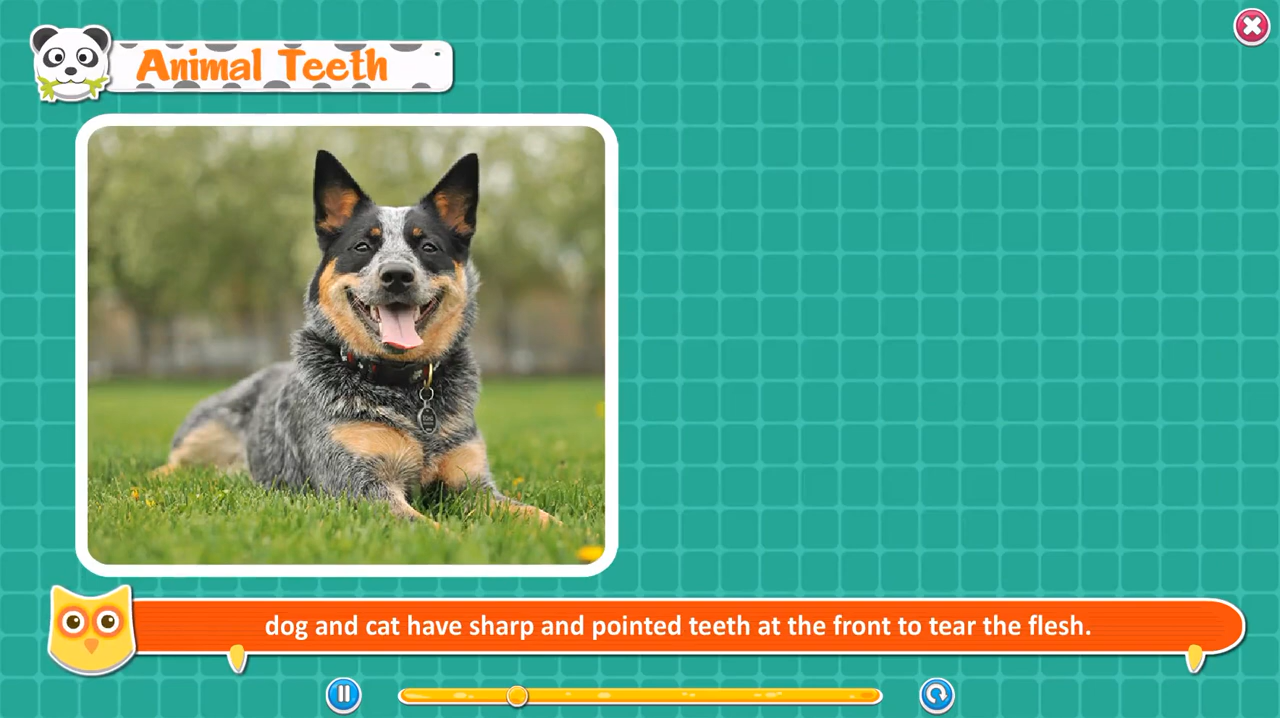 Animal Teeth
dog and cat have sharp and pointed teeth at the front to tear the flesh.